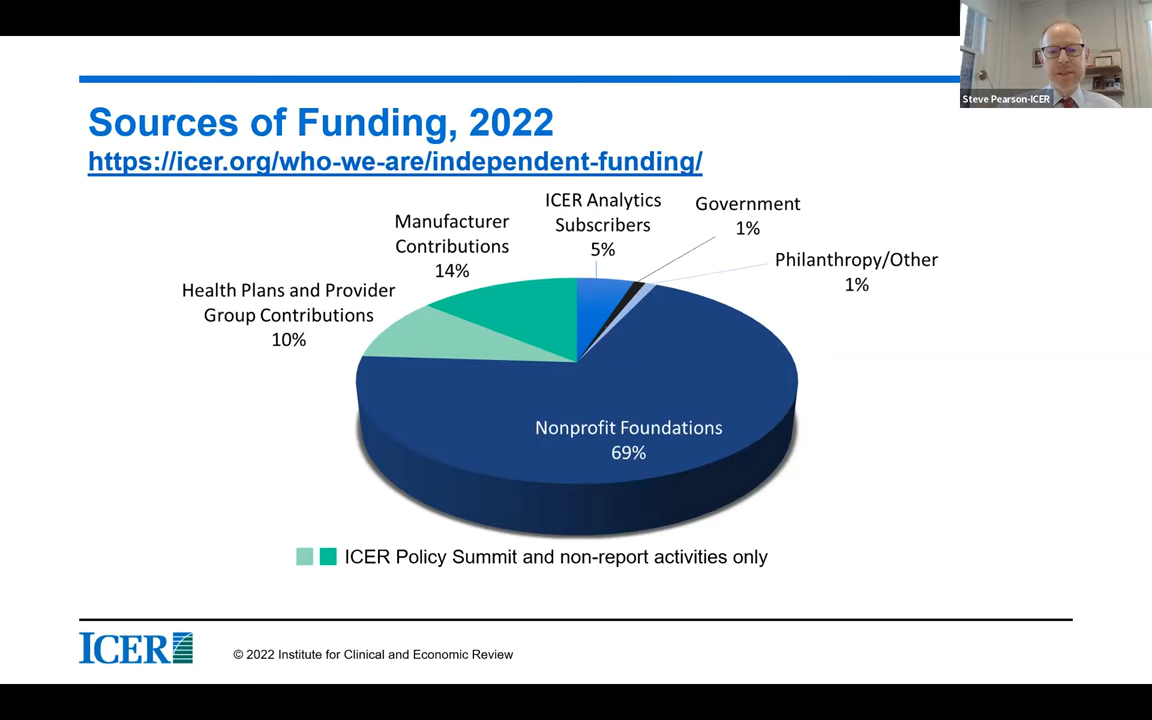 Steve Pearson-ICER
Sources of Funding, 2022
https://icer.org/who-we-are/independent-funding/
ICER Analytics
Subscribers
5%
Government
1%
Manufacturer
Contributions
14%
Philanthropy/Other
1%
Health Plans and Provider
Group Contributions
10%
Nonprofit Foundations
69%
ICER Policy Summit and non-report activities only
ICER
© 2022 Institute for Clinical and Economic Review